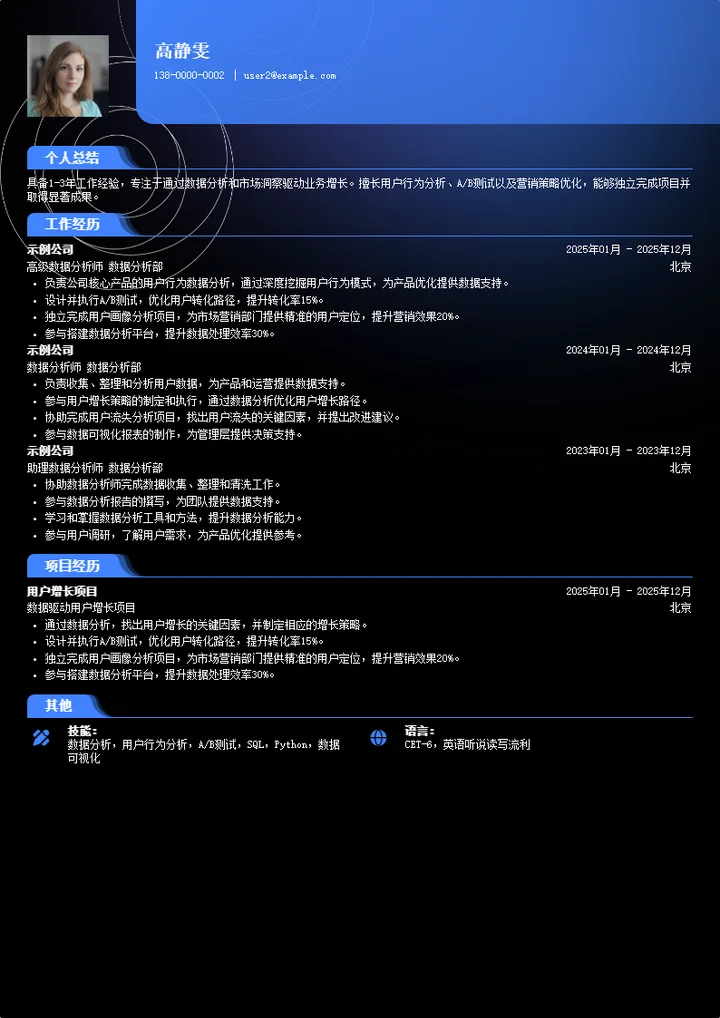 高静雯
138-0000-0002 | user2@example.com
个人总结
具备1-3年工作经验，专注于通过数据分析和市场洞察驱动业务增长。擅长用户行为分析、A/B测试以及营销策略优化，能够独立完成项目并
取得显著成果。
工作经历
示例公司 2025年01月 - 2025年12月
高级数据分析师 数据分析部 北京
• 负责公司核心产品的用户行为数据分析，通过深度挖掘用户行为模式，为产品优化提供数据支持。
• 设计并执行A/B测试，优化用户转化路径，提升转化率15%。
• 独立完成用户画像分析项目，为市场营销部门提供精准的用户定位，提升营销效果20%。
• 参与搭建数据分析平台，提升数据处理效率30%。
示例公司 2024年01月 - 2024年12月
数据分析师 数据分析部 北京
• 负责收集、整理和分析用户数据，为产品和运营提供数据支持。
• 参与用户增长策略的制定和执行，通过数据分析优化用户增长路径。
• 协助完成用户流失分析项目，找出用户流失的关键因素，并提出改进建议。
• 参与数据可视化报表的制作，为管理层提供决策支持。
示例公司 2023年01月 - 2023年12月
助理数据分析师 数据分析部 北京
• 协助数据分析师完成数据收集、整理和清洗工作。
• 参与数据分析报告的撰写，为团队提供数据支持。
• 学习和掌握数据分析工具和方法，提升数据分析能力。
• 参与用户调研，了解用户需求，为产品优化提供参考。
项目经历
用户增长项目 2025年01月 - 2025年12月
数据驱动用户增长项目 北京
• 通过数据分析，找出用户增长的关键因素，并制定相应的增长策略。
• 设计并执行A/B测试，优化用户转化路径，提升转化率15%。
• 独立完成用户画像分析项目，为市场营销部门提供精准的用户定位，提升营销效果20%。
• 参与搭建数据分析平台，提升数据处理效率30%。
其他
技能：
数据分析，用户行为分析，A/B测试，SQL，Python，数据
可视化
语言：
CET-6，英语听说读写流利